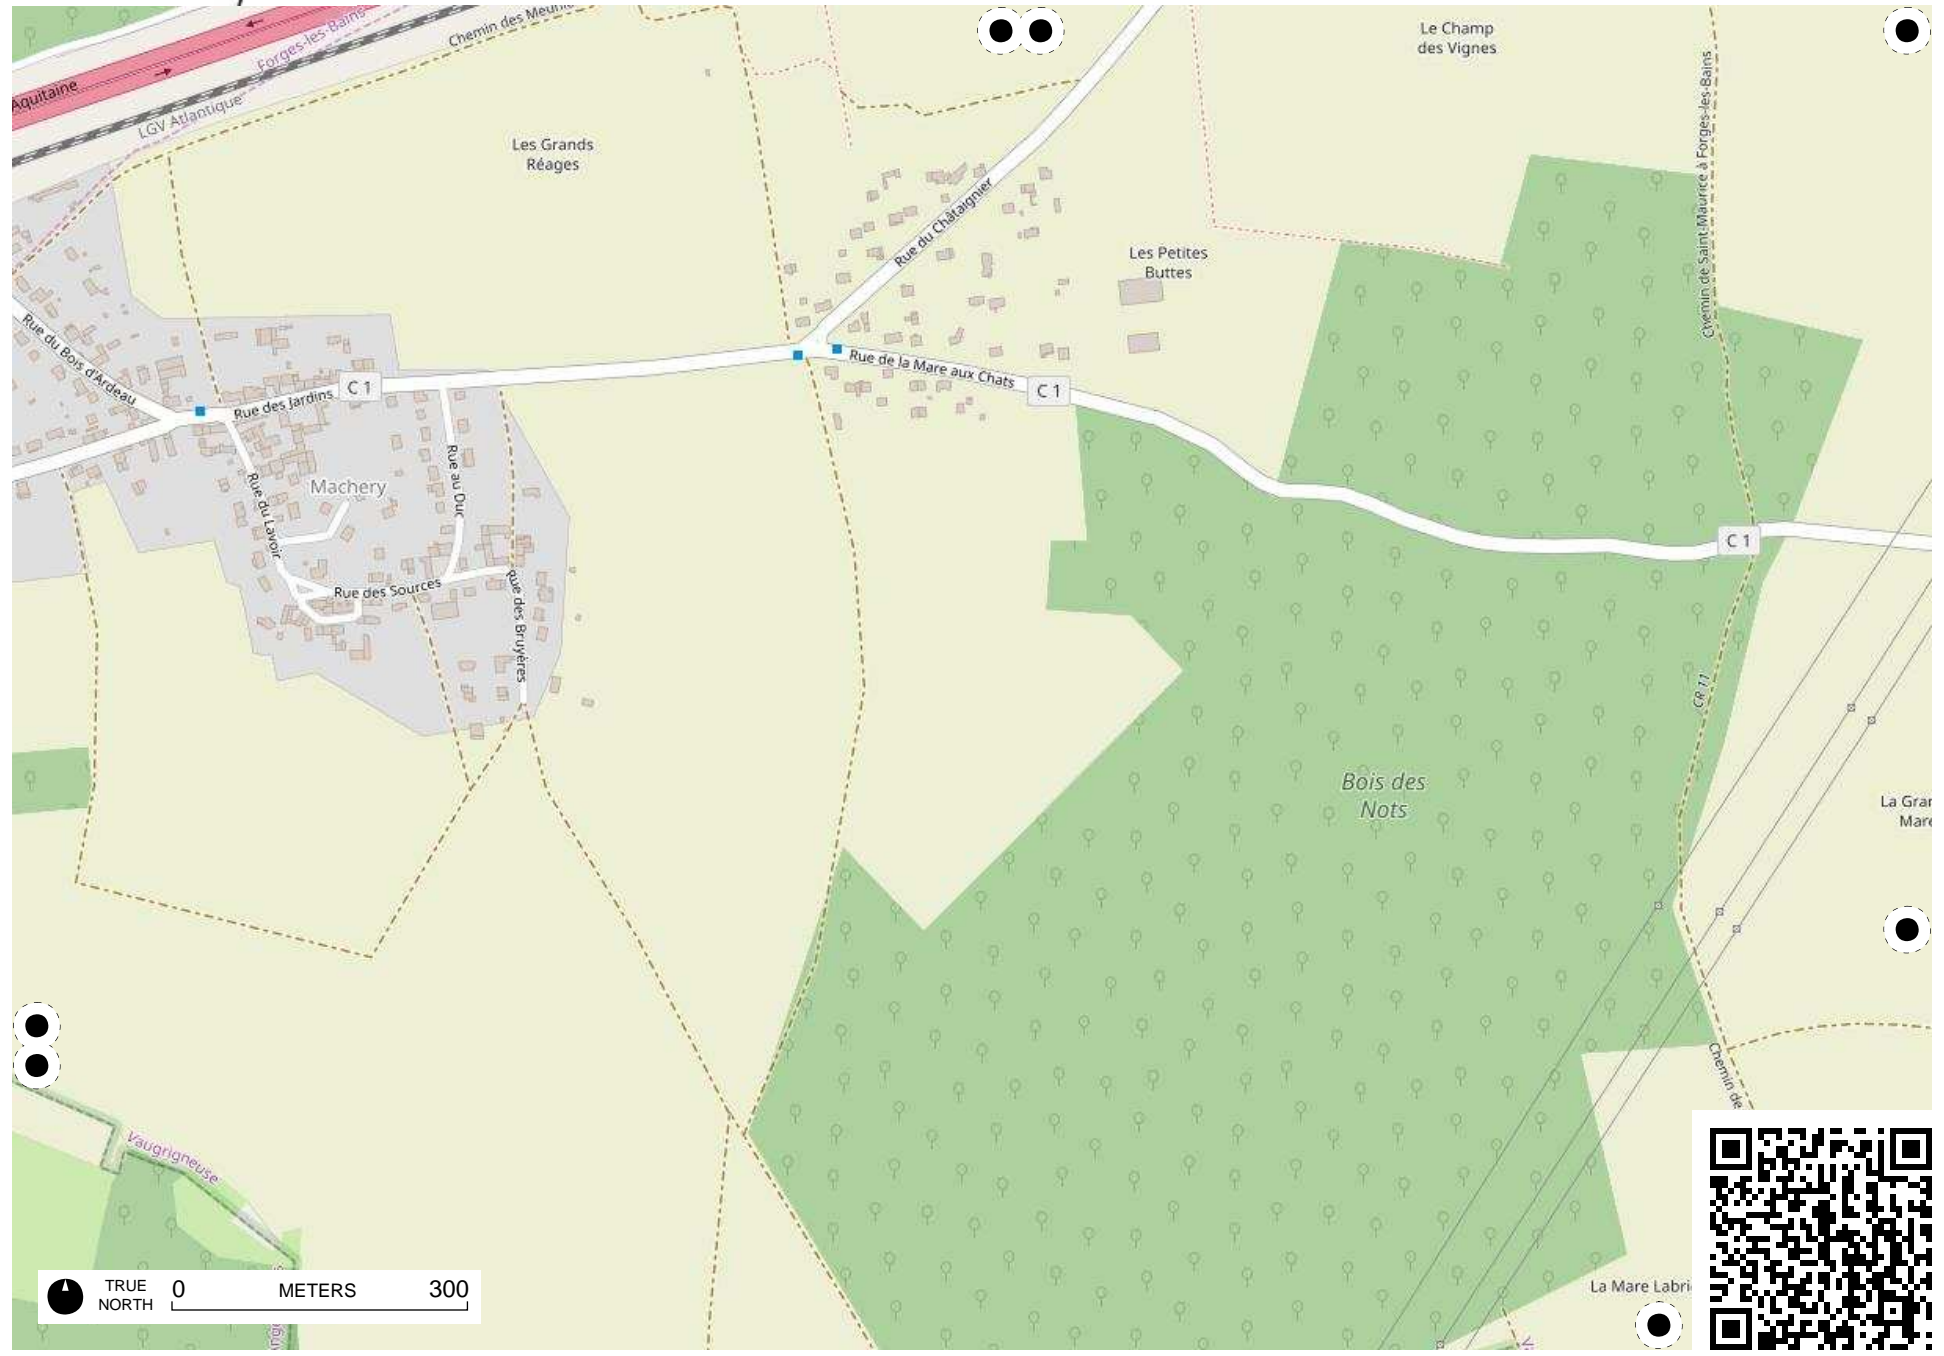 Chemin des Meuni
Forges-les-Bains
Aquitaine
LGV Atlantique
Le Champ
des Vignes
Chemin de Saint-Maurice à Forges-les-Bains
Les Grands
Réages
Rue du Châtaignier
Les Petites
Buttes
Rue du Bois d'Ardeau
Rue des Jardins
C 1
Rue de la Mare aux Chats
C 1
Rue du Lavoir
Machery
Rue au Duc
C 1
Rue des Sources
Rue des Bruyères
CR 11
Bois des
Nots
La Gran
Mare
Chemin de
Vaugrigneuse
La Mare Labri
TRUE
NORTH
0 METERS 300